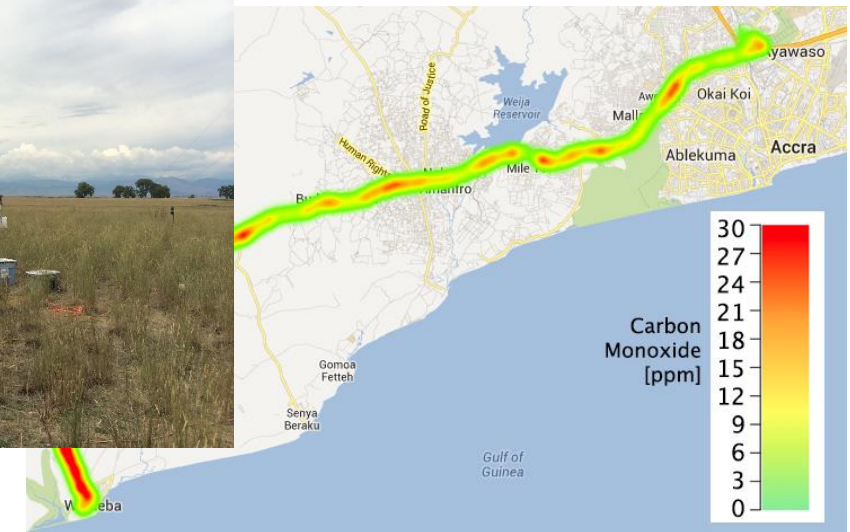 Ayawaso
Okai Koi
Weija
Reservoir
Road of Justice
Human Rights
Ablekuma
Accra
Mile
Gomoa
Fetteh
Senya
Beraku
Gulf of
Guinea
Carbon
Monoxide
[ppm]
30
27
24
21
18
15
12
9
6
3
0